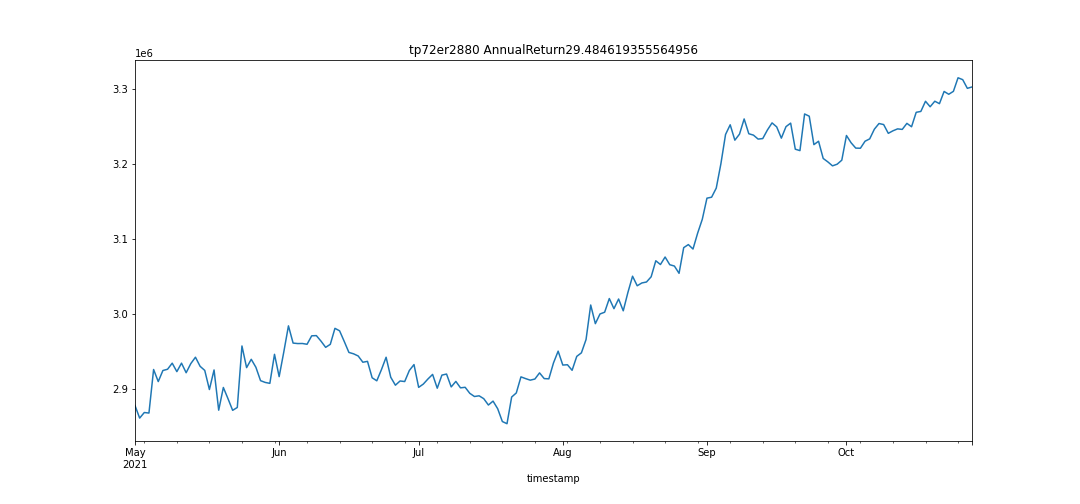 tp72er2880 AnnualReturn29.484619355564956
1e6
3.3
3.2
3.1
3.0
2.9
May Jun Jul Aug Sep Oct
2021
timestamp